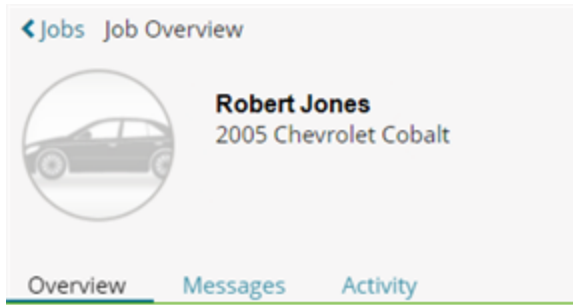 Jobs Job Overview
Robert Jones
2005 Chevrolet Cobalt
Overview Messages Activity